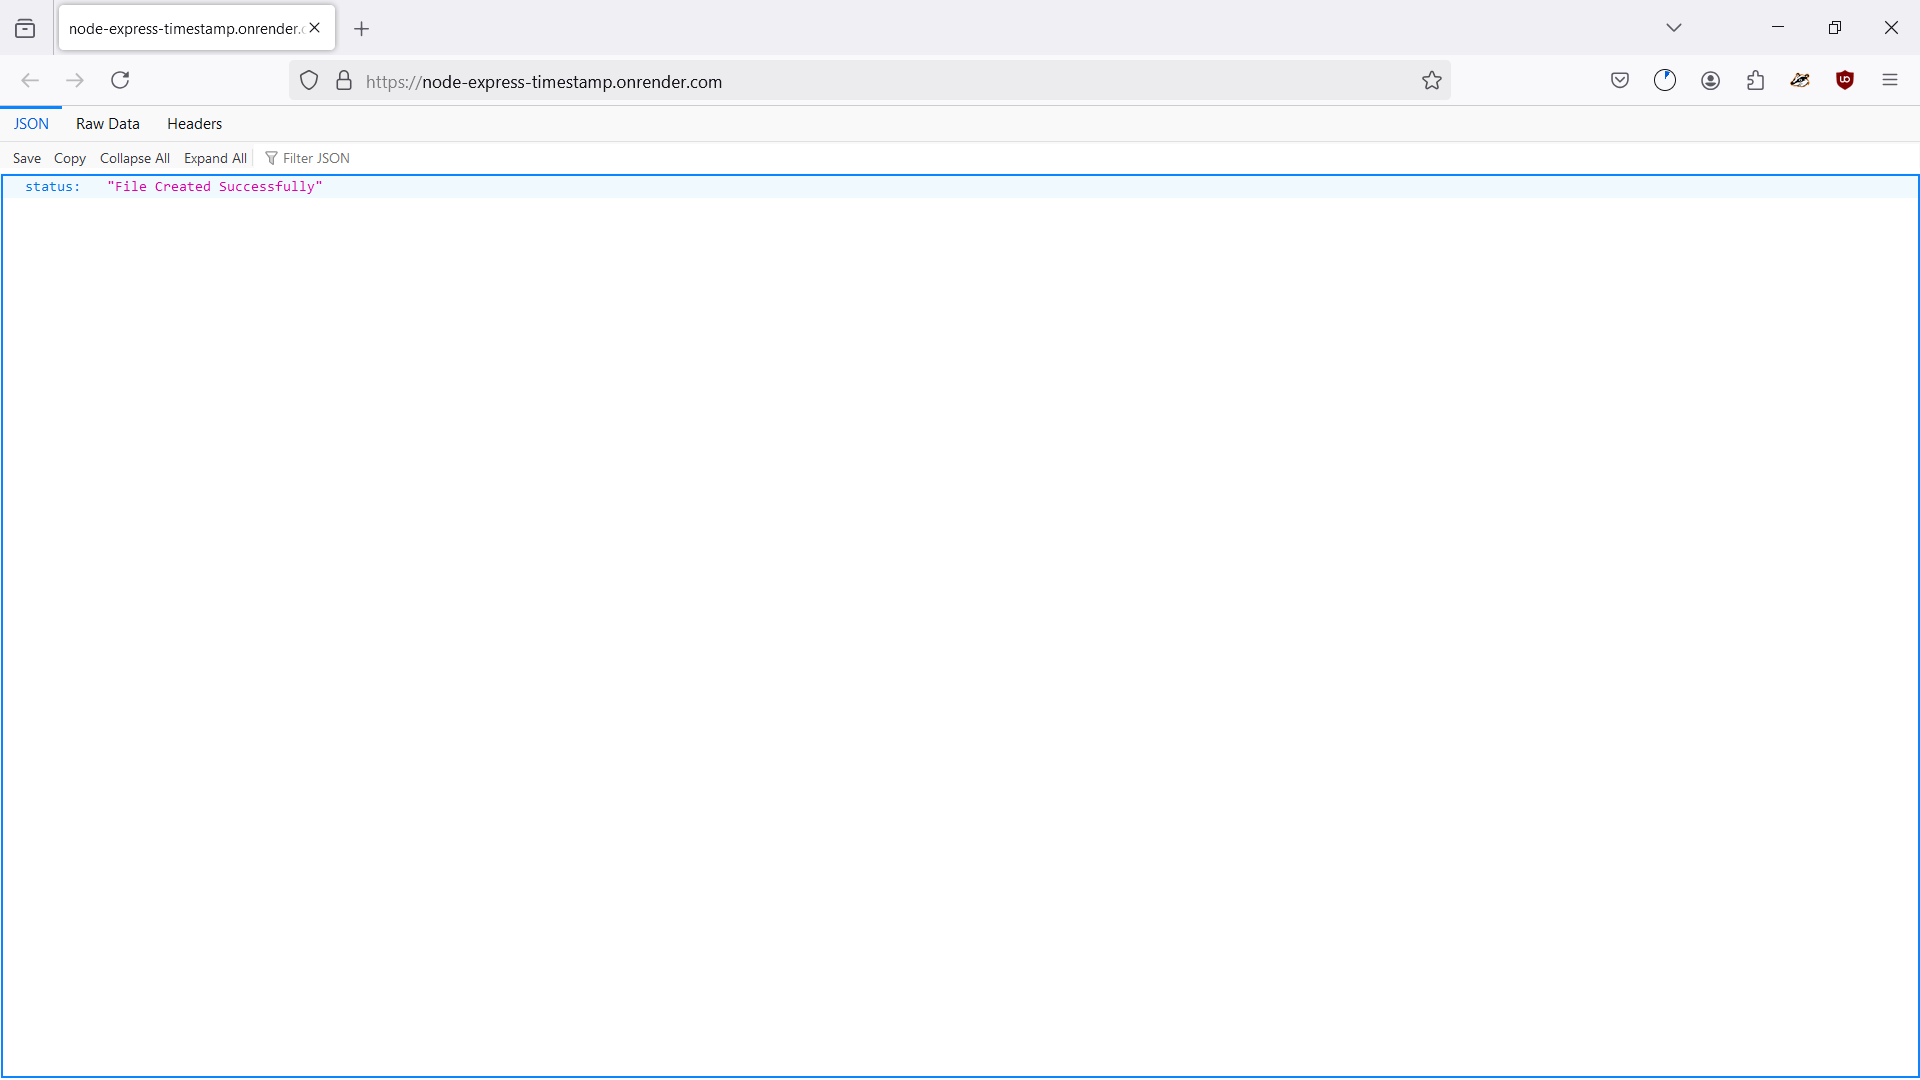 node-express-timestamp.onrender.
https://node-express-timestamp.onrender.com
JSON Raw Data Headers
Save Copy Collapse All Expand All Filter JSON
status: "File Created Successfully"